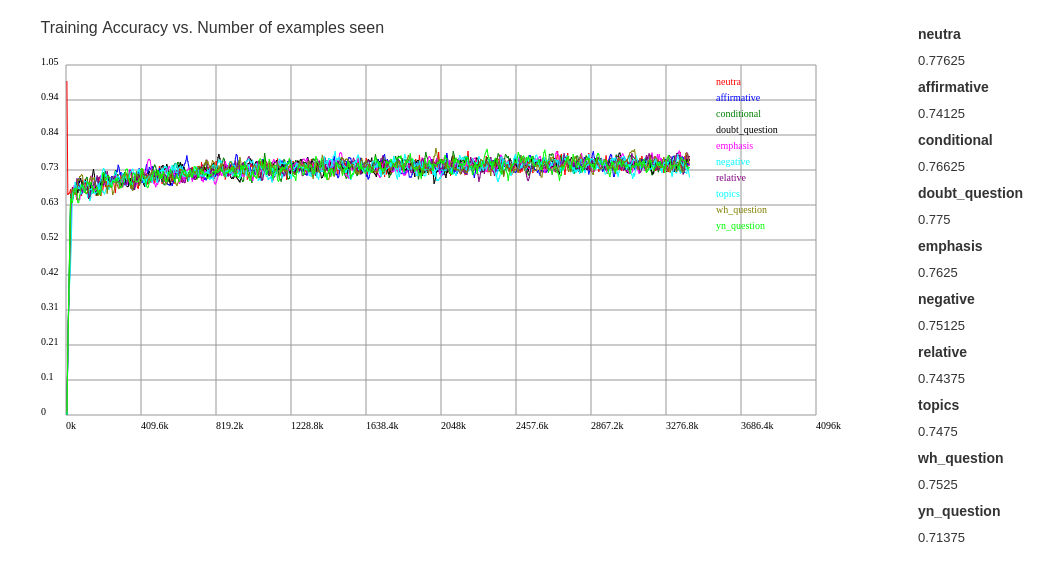 Training Accuracy vs. Number of examples seen
1.05
0.94
0.84
0.73
0.63
0.52
0.42
0.31
0.21
0.1
0
0k 409.6k 819.2k 1228.8k 1638.4k 2048k 2457.6k 2867.2k 3276.8k 3686.4k 4096k
neutra
affirmative
conditional
doubt_question
emphasis
negative
relative
topics
wh_question
yn_question
neutra
0.77625
affirmative
0.74125
conditional
0.76625
doubt_question
0.775
emphasis
0.7625
negative
0.75125
relative
0.74375
topics
0.7475
wh_question
0.7525
yn_question
0.71375